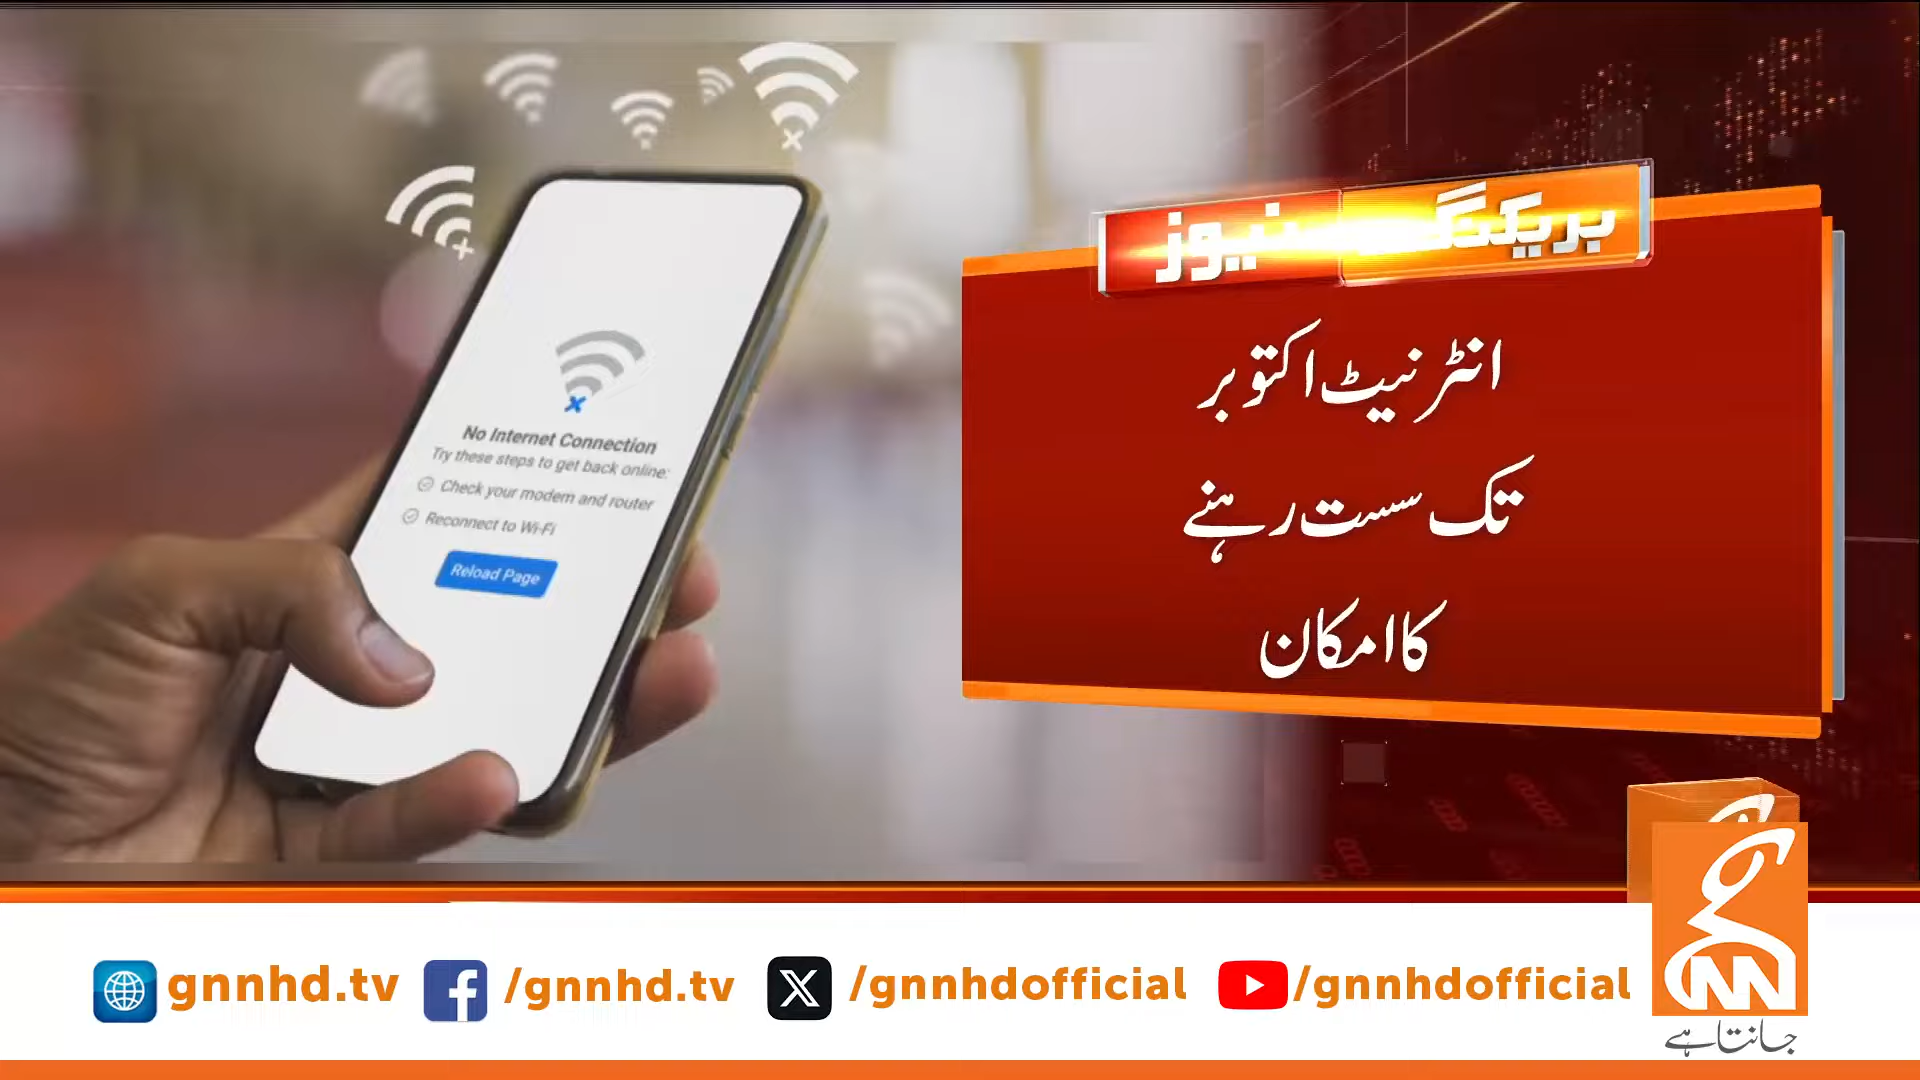 بریکنگ نیوز
انٹرنیٹ اکتوبر
تک سست رہنے
کا امکان
No Internet Connection
Try these steps to get back online:
Check your modem and router
Reconnect to Wi-Fi
Reload Page
gnnhd.tv /gnnhd.tv /gnnhdofficial /gnnhdofficial
GNN
جانتا ہے